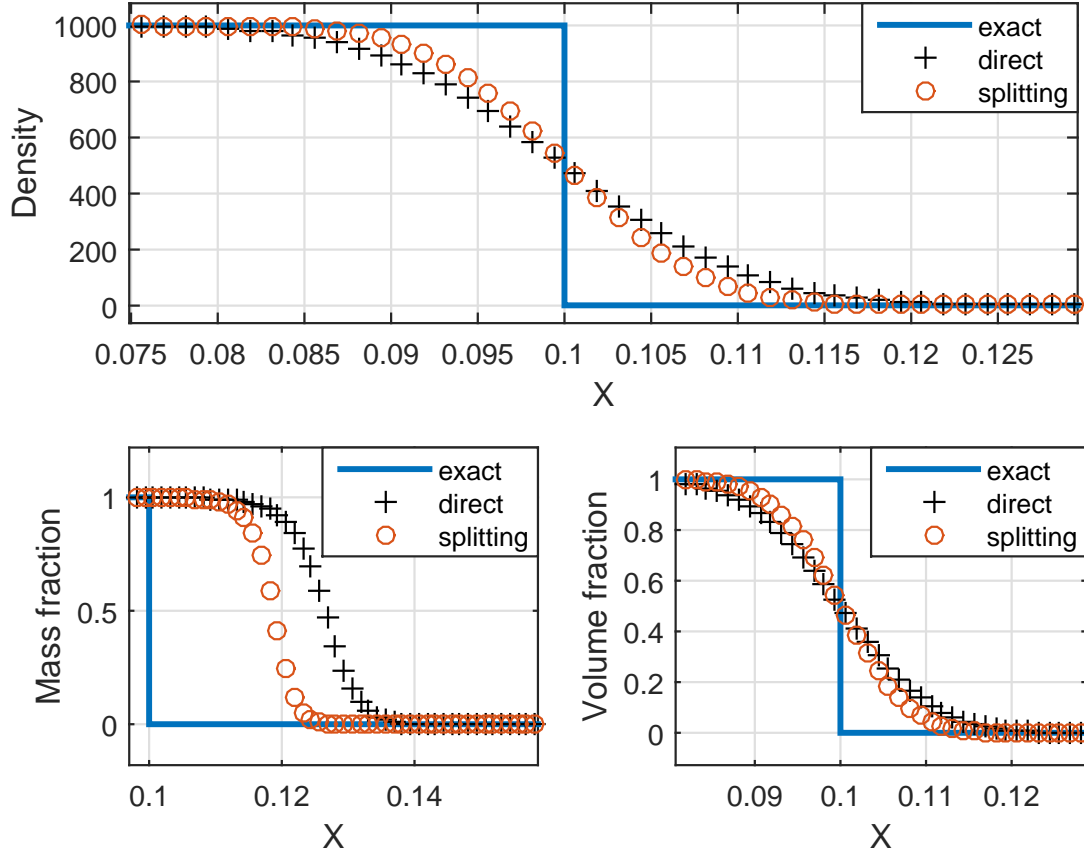 1000
800
600
400
200
0
Density
exact
direct
splitting
0.075 0.08 0.085 0.09 0.095 0.1 0.105 0.11 0.115 0.12 0.125
X
1
0.5
0
Mass fraction
exact
direct
splitting
0.1 0.12 0.14
X
1
0.8
0.6
0.4
0.2
0
Volume fraction
exact
direct
splitting
0.09 0.1 0.11 0.12
X